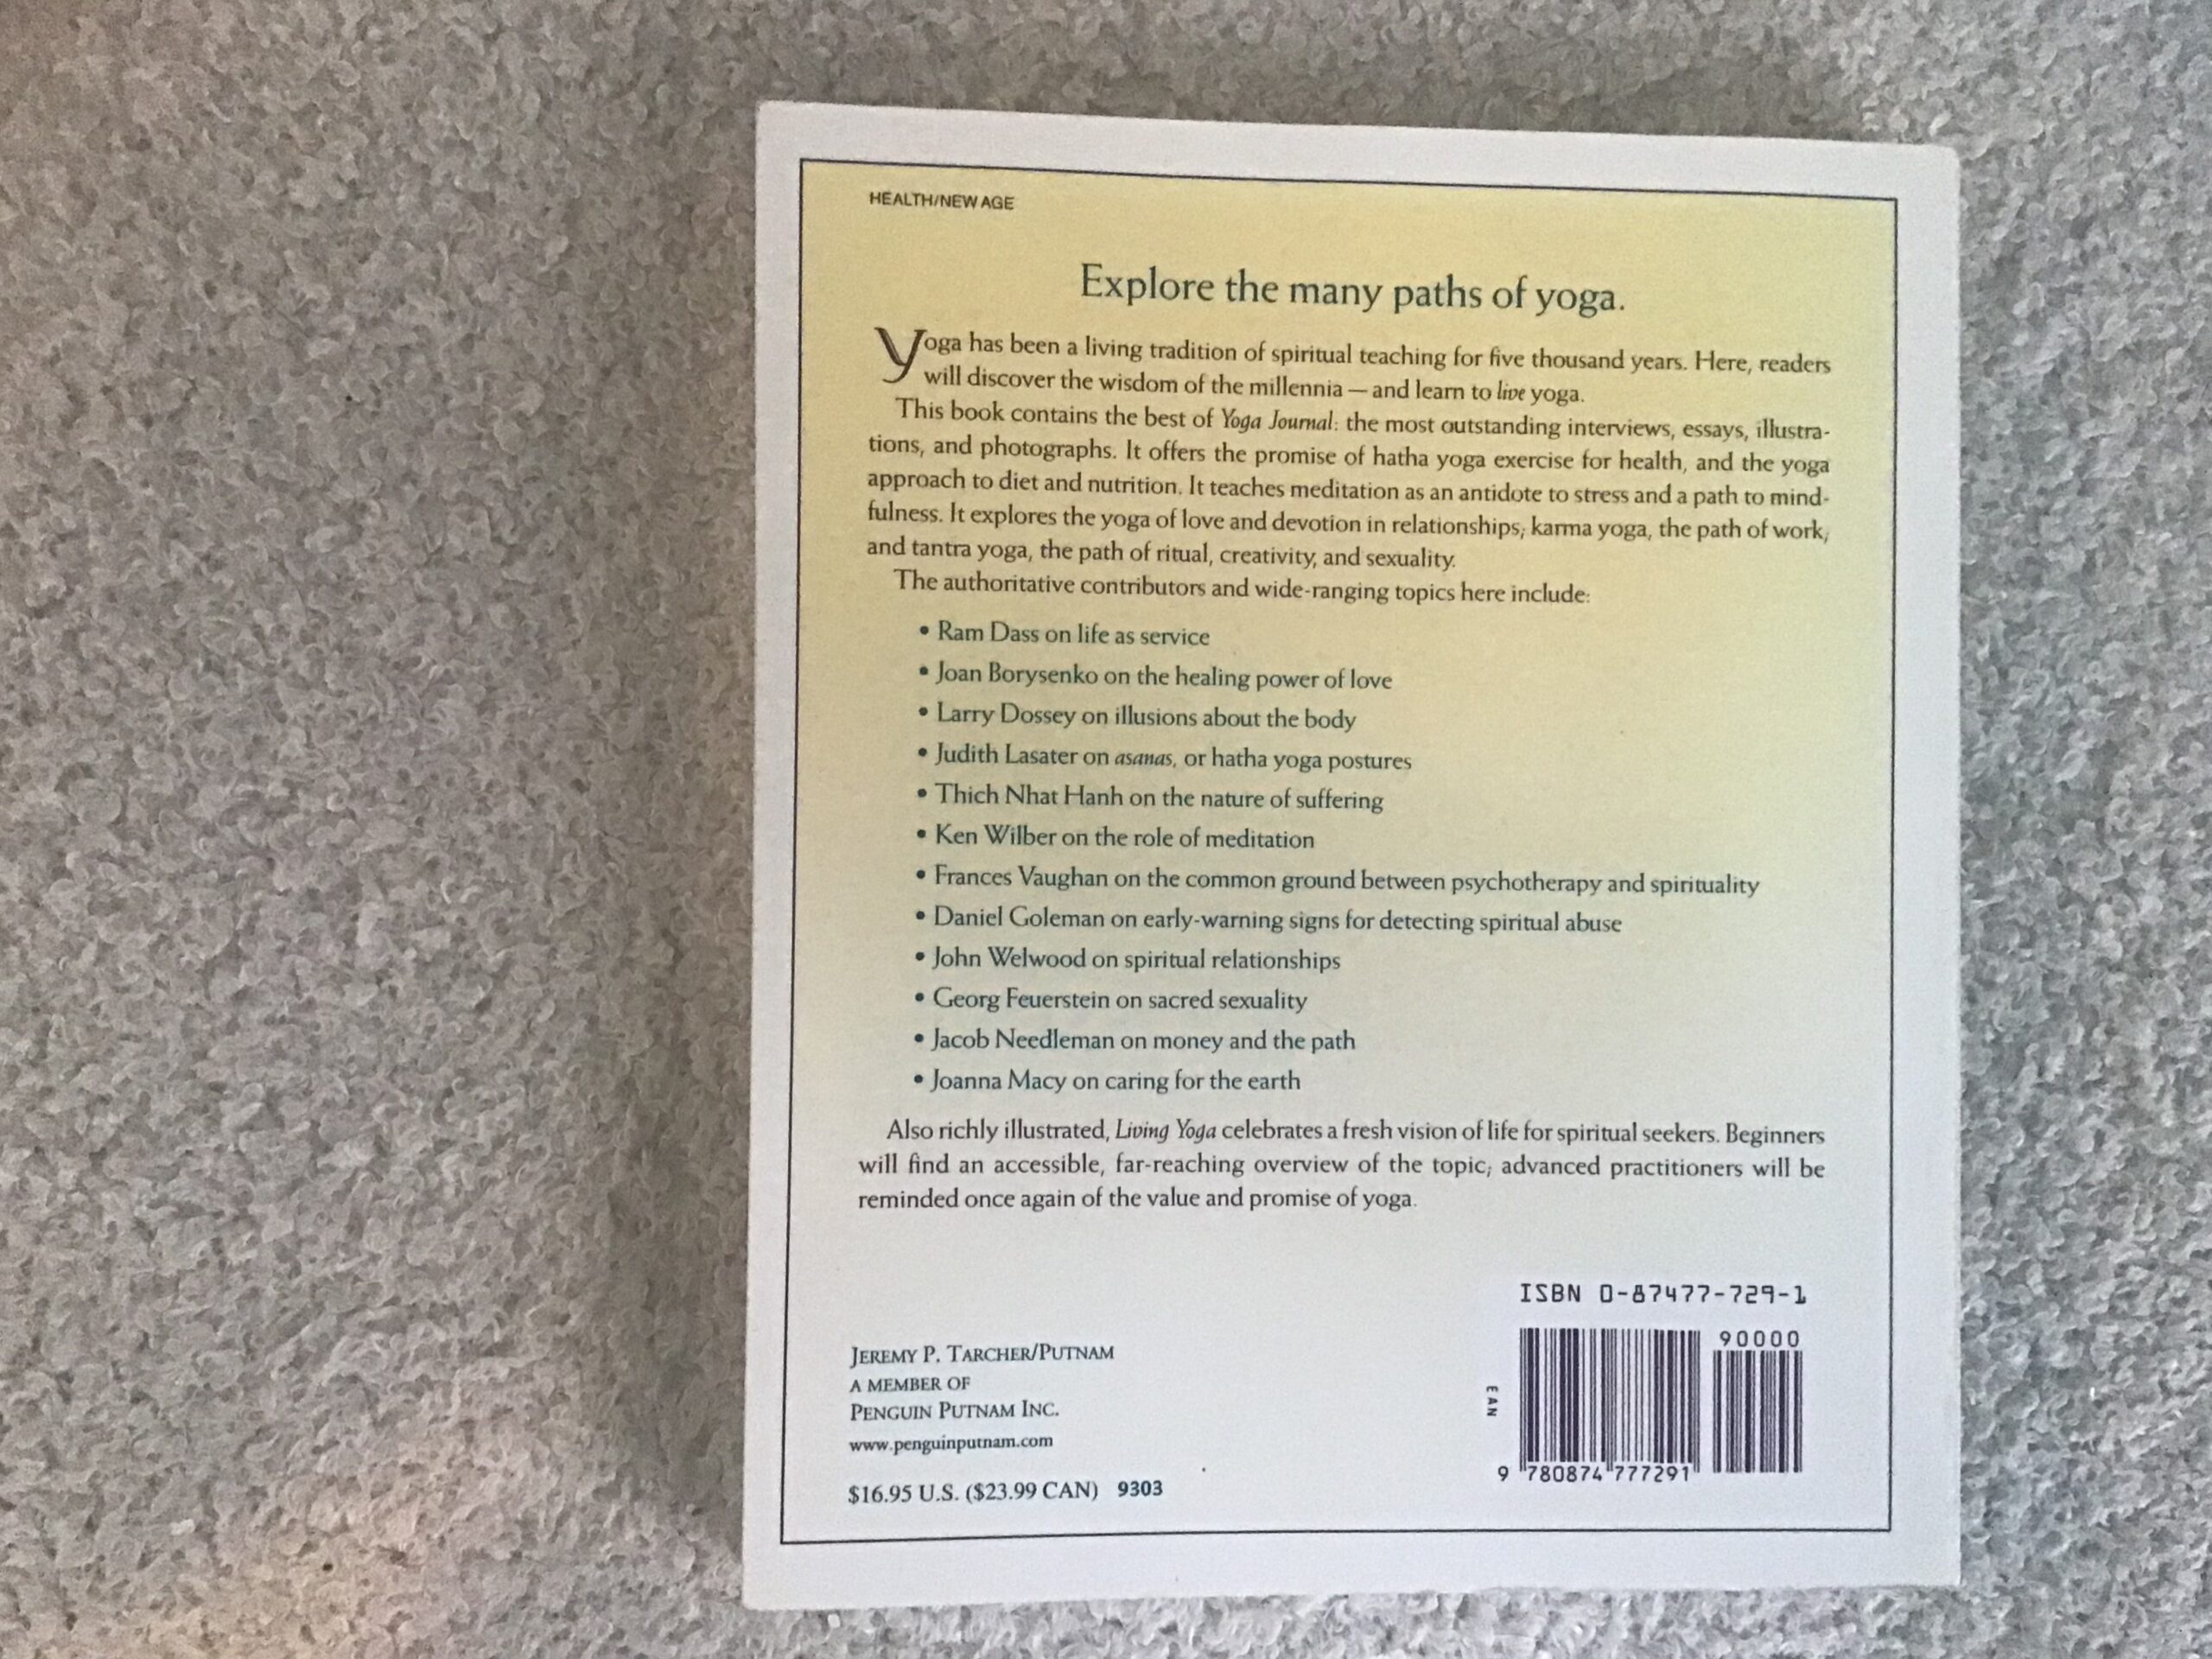 HEALTH/NEW AGE
Explore the many paths of yoga.
Yoga has been a living tradition of spiritual teaching for five thousand years. Here, readers
will discover the wisdom of the millennia — and learn to live yoga.
This book contains the best of Yoga Journal: the most outstanding interviews, essays, illustra-
tions, and photographs. It offers the promise of hatha yoga exercise for health, and the yoga
approach to diet and nutrition. It teaches meditation as an antidote to stress and a path to mind-
fulness. It explores the yoga of love and devotion in relationships; karma yoga, the path of work;
and tantra yoga, the path of ritual, creativity, and sexuality.
The authoritative contributors and wide-ranging topics here include:
• Ram Dass on life as service
• Joan Borysenko on the healing power of love
• Larry Dossey on illusions about the body
• Judith Lasater on asanas, or hatha yoga postures
• Thich Nhat Hanh on the nature of suffering
• Ken Wilber on the role of meditation
• Frances Vaughan on the common ground between psychotherapy and spirituality
• Daniel Goleman on early-warning signs for detecting spiritual abuse
• John Welwood on spiritual relationships
• Georg Feuerstein on sacred sexuality
• Jacob Needleman on money and the path
• Joanna Macy on caring for the earth
Also richly illustrated, Living Yoga celebrates a fresh vision of life for spiritual seekers. Beginners
will find an accessible, far-reaching overview of the topic; advanced practitioners will be
reminded once again of the value and promise of yoga.
JEREMY P. TARCHER/PUTNAM
A MEMBER OF
PENGUIN PUTNAM INC.
www.penguinputnam.com
$16.95 U.S. ($23.99 CAN) 9303
ISBN 0-87477-729-1
90000
EAN
9 780874 777291